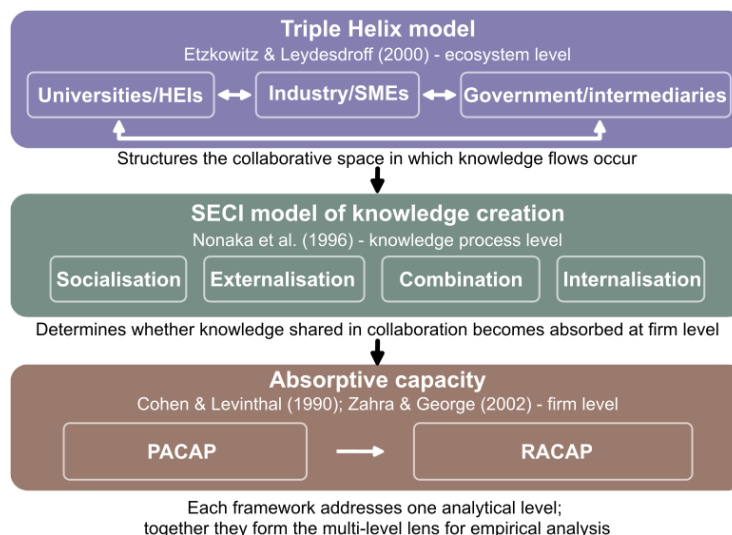 Triple Helix model
Etzkowitz & Leydesdroff (2000) - ecosystem level
Universities/HEIs
Industry/SMEs
Government/intermediaries
Structures the collaborative space in which knowledge flows occur
SECI model of knowledge creation
Nonaka et al. (1996) - knowledge process level
Socialisation
Externalisation
Combination
Internalisation
Determines whether knowledge shared in collaboration becomes absorbed at firm level
Absorptive capacity
Cohen & Levinthal (1990); Zahra & George (2002) - firm level
PACAP
RACAP
Each framework addresses one analytical level;
together they form the multi-level lens for empirical analysis